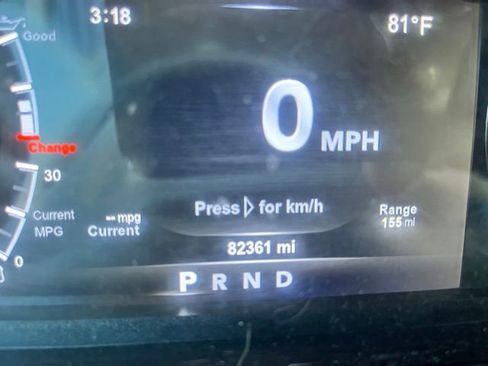 3:18
81°F
Good
0 MPH
Change
30
Press ▷ for km/h
Current
MPG
-- mpg
Current
Range
155 mi
82361 mi
0
P R N D